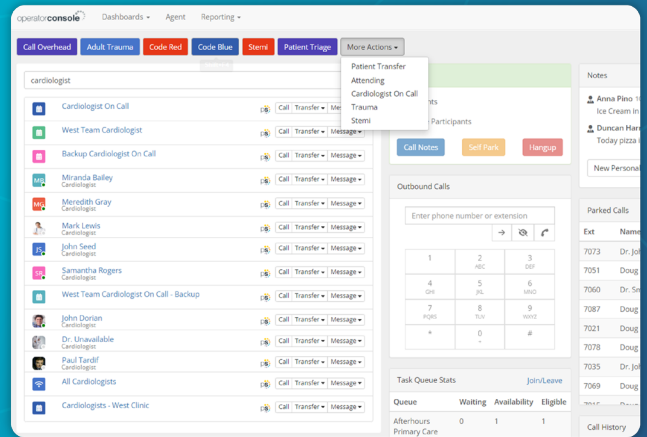 operatorconsole Dashboards Agent Reporting
Call Overhead Adult Trauma Code Red Code Blue Stemi Patient Triage More Actions
Patient Transfer
Attending
Cardiologist On Call
Trauma
Stemi
cardiologist
Cardiologist On Call
Call Transfer
West Team Cardiologist
Call Transfer Message
Backup Cardiologist On Call
Call Transfer Message
MB Miranda Bailey
Cardiologist
Call Transfer Message
MG Meredith Gray
Cardiologist
Call Transfer Message
Mark Lewis
Cardiologist
Call Transfer Message
JS John Seed
Cardiologist
Call Transfer Message
SR Samantha Rogers
Cardiologist
Call Transfer Message
West Team Cardiologist On Call - Backup
Call Transfer Message
John Dorian
Cardiologist
Call Transfer Message
Dr. Unavailable
Cardiologist
Call Transfer Message
Paul Tardif
Cardiologist
Call Transfer Message
All Cardiologists
Call Transfer Message
Cardiologists - West Clinic
Call Transfer Message
Participants
Call Notes Self Park Hangup
Outbound Calls
Enter phone number or extension
1 2 3
ABC DEF
4 5 6
GHI JKL MNO
7 8 9
PQRS TUV WXYZ
* 0 #
+
Task Queue Stats Join/Leave
Queue Waiting Availability Eligible
Afterhours 0 1 1
Primary Care
Notes
Anna Pino
Ice Cream in
Duncan
Today pizza
New Personal
Parked Calls
Ext Name
7073 Dr.
7051 Doug
7060 Dr.
7087 Doug
7021 Doug
7078 Doug
7035 Dr.
7069 Doug
Call History